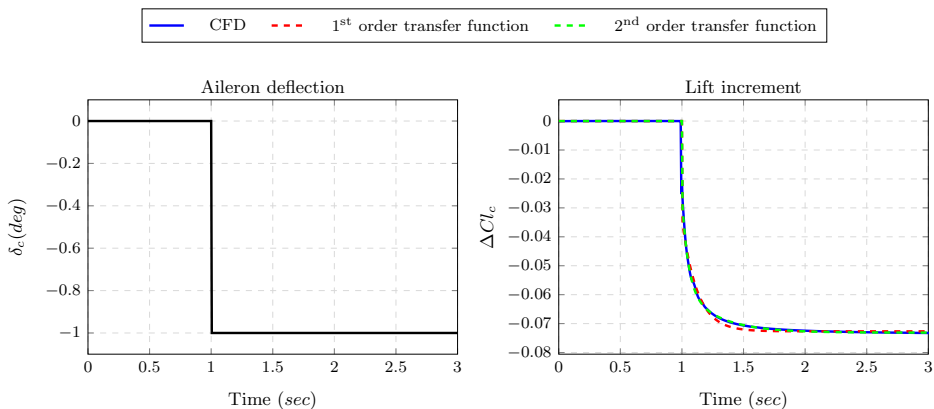 CFD 1st order transfer function 2nd order transfer function
Aileron deflection
0
−0.2
−0.4
−0.6
−0.8
−1
0 0.5 1 1.5 2 2.5 3
δc(deg)
Time (sec)
Lift increment
0
−0.01
−0.02
−0.03
−0.04
−0.05
−0.06
−0.07
−0.08
0 0.5 1 1.5 2 2.5 3
ΔClc
Time (sec)